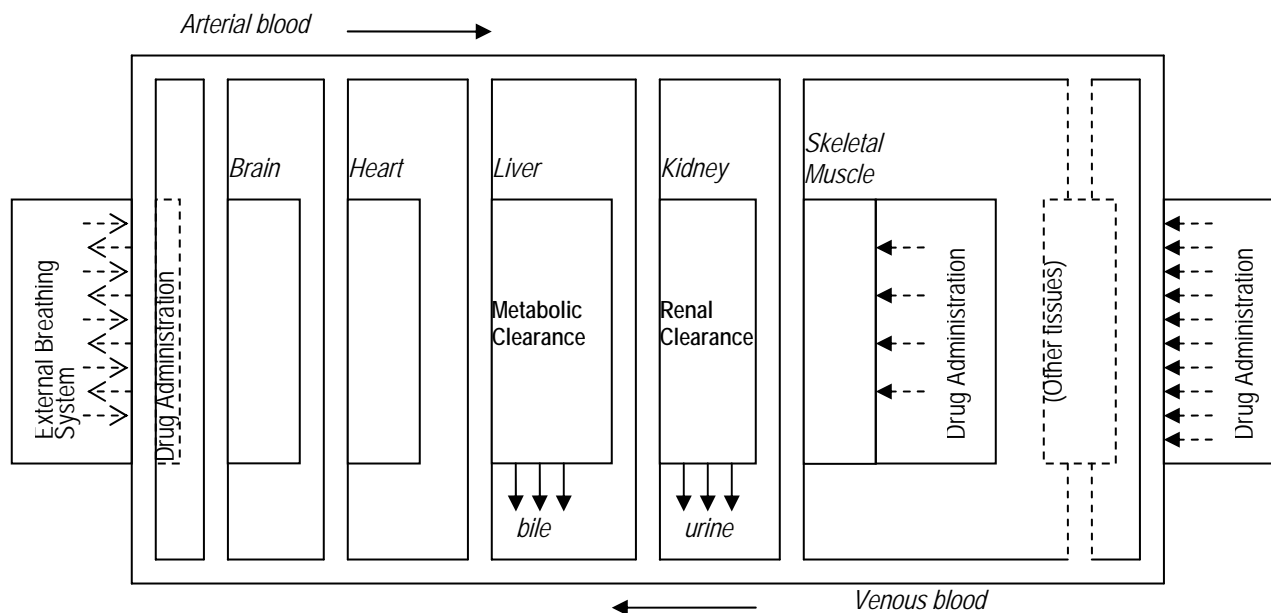 Arterial blood
Brain
Heart
Liver
Kidney
Skeletal
Muscle
External Breathing
System
Drug Administration
Metabolic
Clearance
Renal
Clearance
Drug Administration
(Other tissues)
Drug Administration
bile
urine
Venous blood